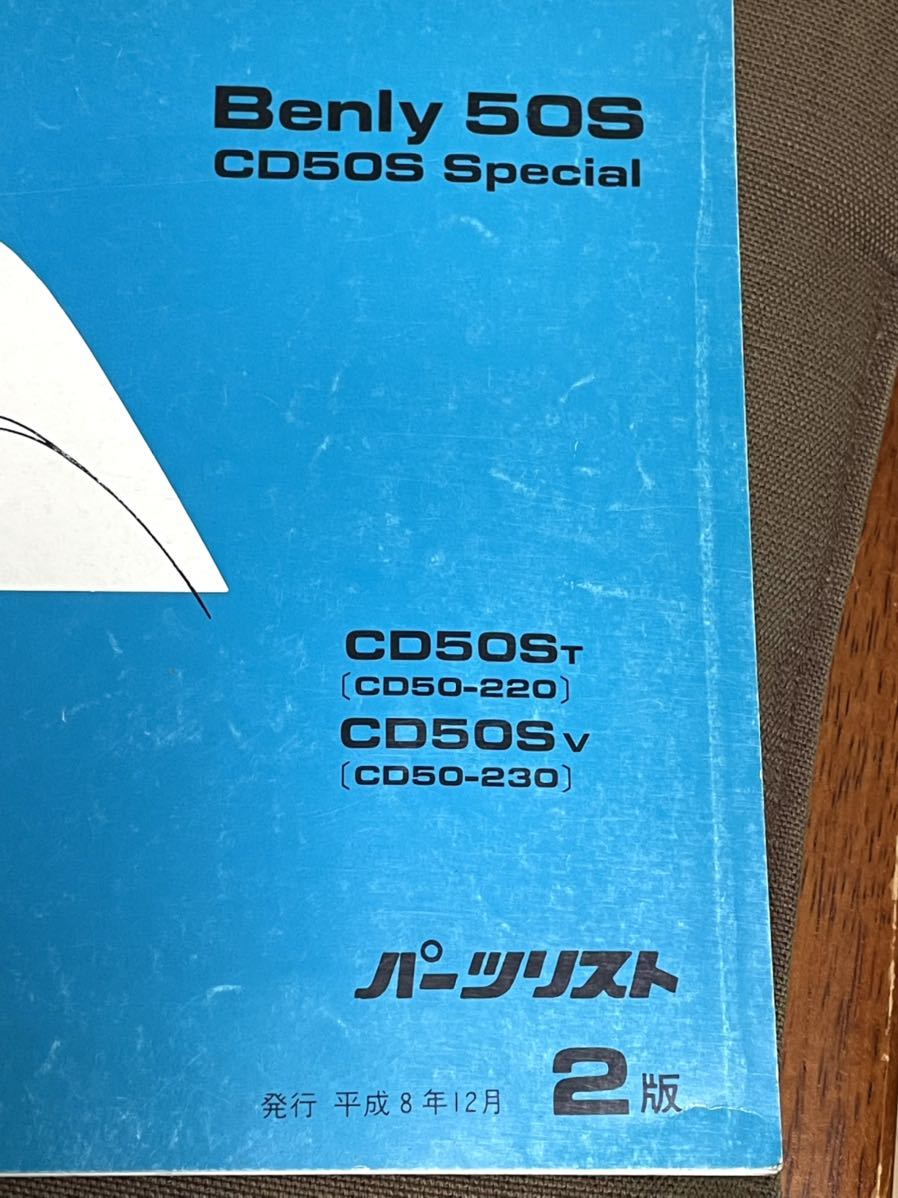 Benly 50S
CD50S Special
CD50ST
〔CD50-220〕
CD50SV
〔CD50-230〕
パーツリスト
発行 平成8年12月 2版